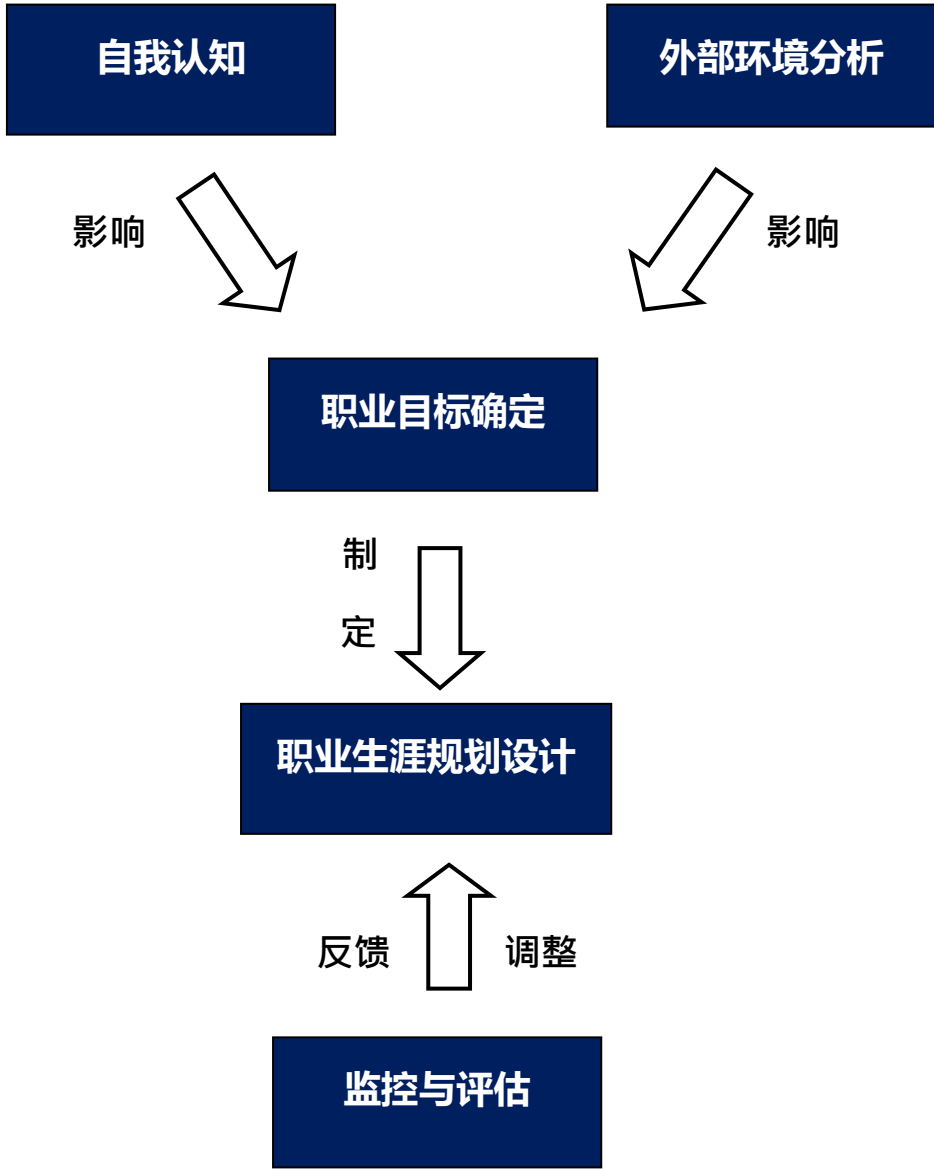 自我认知
外部环境分析
影响
影响
职业目标确定
制
定
职业生涯规划设计
反馈
调整
监控与评估